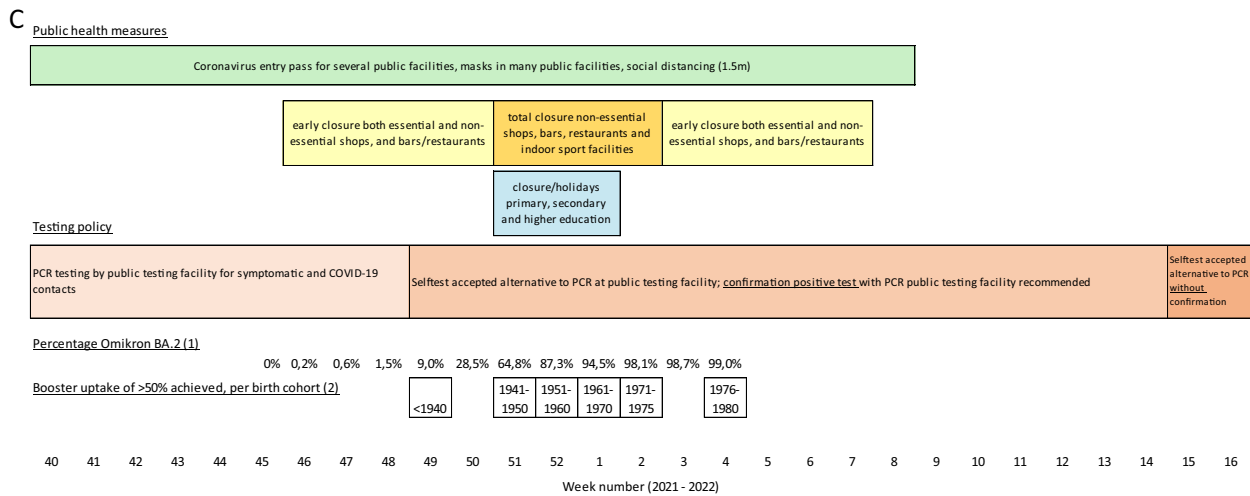 C
Public health measures
Coronavirus entry pass for several public facilities, masks in many public facilities, social distancing (1.5m)
early closure both essential and non-
essential shops, and bars/restaurants
total closure non-essential
shops, bars, restaurants and
indoor sport facilities
early closure both essential and non-
essential shops, and bars/restaurants
closure/holidays
primary, secondary
and higher education
Testing policy
PCR testing by public testing facility for symptomatic and COVID-19
contacts
Selftest accepted alternative to PCR at public testing facility; confirmation positive test with PCR public testing facility recommended
Selftest accepted
alternative to PCR
without
confirmation
Percentage Omikron BA.2 (1)
0% 0,2% 0,6% 1,5% 9,0% 28,5% 64,8% 87,3% 94,5% 98,1% 98,7% 99,0%
Booster uptake of >50% achieved, per birth cohort (2)
<1940
1941-
1950
1951-
1960
1961-
1970
1971-
1975
1976-
1980
40 41 42 43 44 45 46 47 48 49 50 51 52 1 2 3 4 5 6 7 8 9 10 11 12 13 14 15 16
Week number (2021 - 2022)